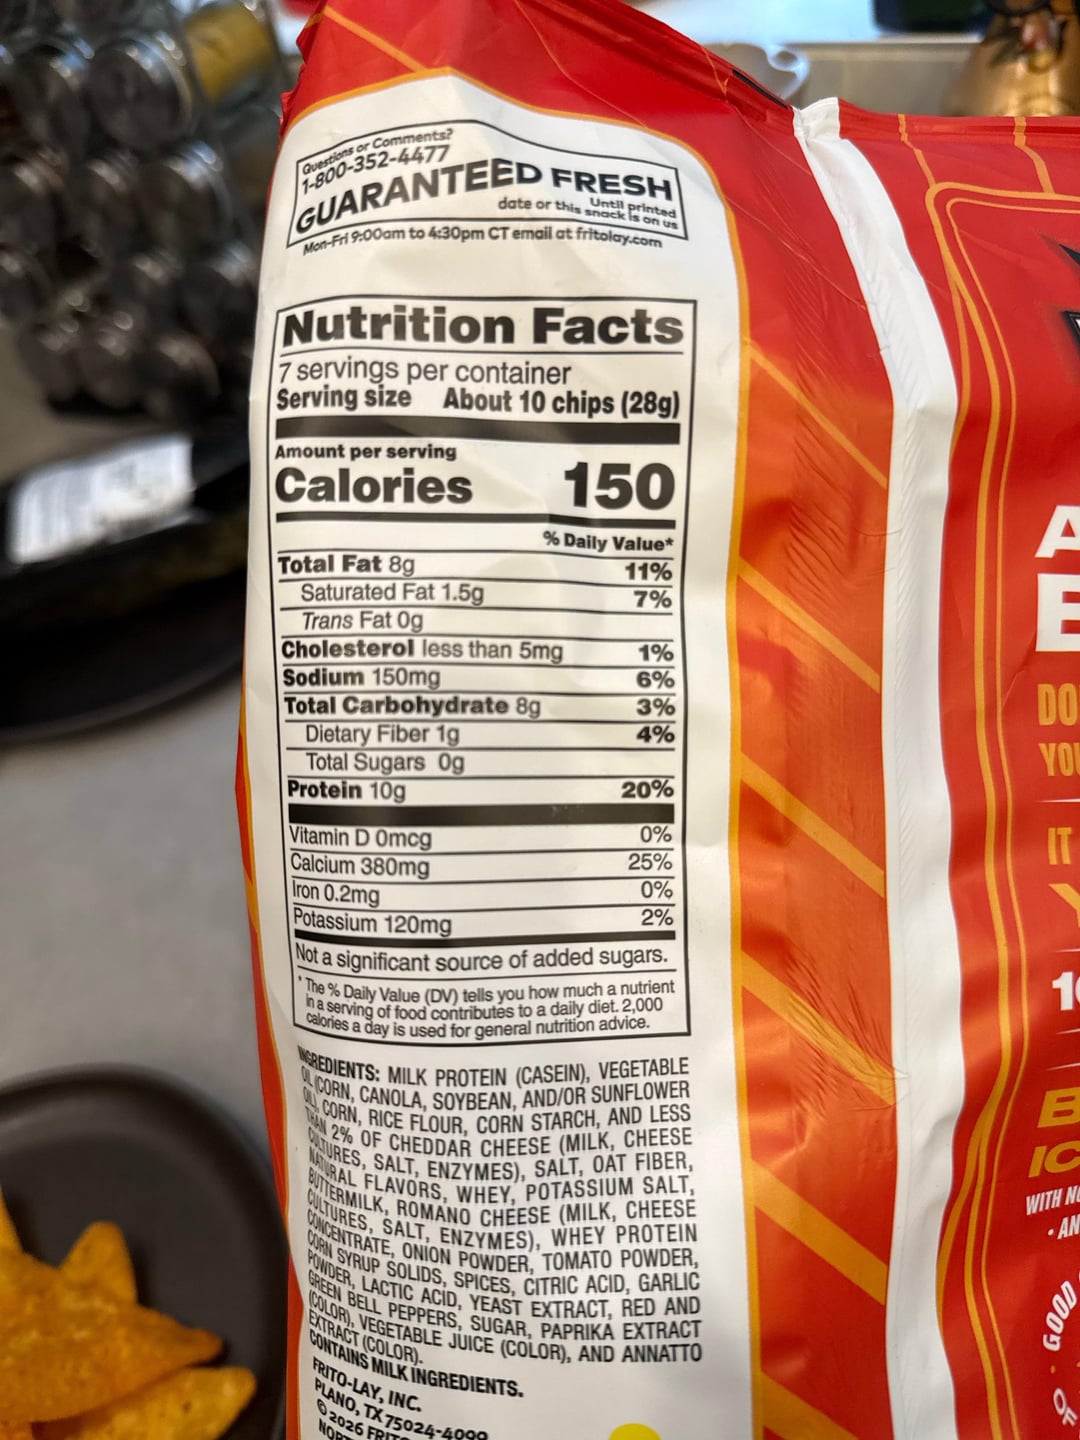 Questions or Comments?
1-800-352-4477
GUARANTEED FRESH
Until printed
date or this snack is on us
Mon-Fri 9:00am to 4:30pm CT email at fritolay.com
Nutrition Facts
7 servings per container
Serving size About 10 chips (28g)
Amount per serving
Calories 150
% Daily Value*
Total Fat 8g 11%
Saturated Fat 1.5g 7%
Trans Fat 0g
Cholesterol less than 5mg 1%
Sodium 150mg 6%
Total Carbohydrate 8g 3%
Dietary Fiber 1g 4%
Total Sugars 0g
Protein 10g 20%
Vitamin D 0mcg 0%
Calcium 380mg 25%
Iron 0.2mg 0%
Potassium 120mg 2%
Not a significant source of added sugars.
* The % Daily Value (DV) tells you how much a nutrient
in a serving of food contributes to a daily diet. 2,000
calories a day is used for general nutrition advice.
INGREDIENTS: MILK PROTEIN (CASEIN), VEGETABLE
OIL (CORN, CANOLA, SOYBEAN, AND/OR SUNFLOWER
OIL), CORN, RICE FLOUR, CORN STARCH, AND LESS
THAN 2% OF CHEDDAR CHEESE (MILK, CHEESE
CULTURES, SALT, ENZYMES), SALT, OAT FIBER,
NATURAL FLAVORS, WHEY, POTASSIUM SALT,
BUTTERMILK, ROMANO CHEESE (MILK, CHEESE
CULTURES, SALT, ENZYMES), WHEY PROTEIN
CONCENTRATE, ONION POWDER, TOMATO POWDER,
CORN SYRUP SOLIDS, SPICES, CITRIC ACID, GARLIC
POWDER, LACTIC ACID, YEAST EXTRACT, RED AND
GREEN BELL PEPPERS, SUGAR, PAPRIKA EXTRACT
(COLOR), VEGETABLE JUICE (COLOR), AND ANNATTO
EXTRACT (COLOR).
CONTAINS MILK INGREDIENTS.
FRITO-LAY, INC.
PLANO, TX 75024-4099
© 2026 FRITO
DO
YOU
IT
WITH NO
GOOD
OF